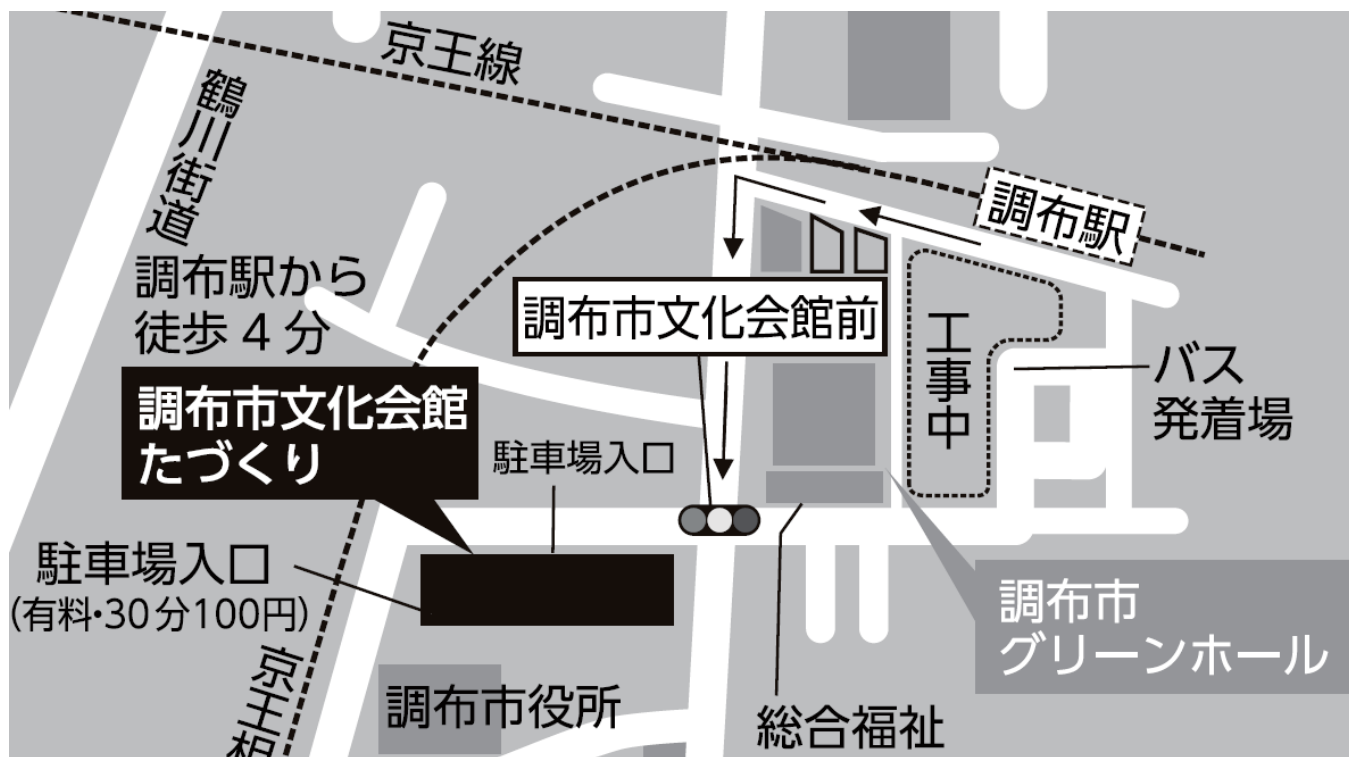 京王線
鶴川街道
調布駅
調布駅から
徒歩4分
調布市文化会館前
工事中
バス
発着場
調布市文化会館
たづくり
駐車場入口
駐車場入口
(有料・30分100円)
調布市
グリーンホール
京王相
調布市役所
総合福祉